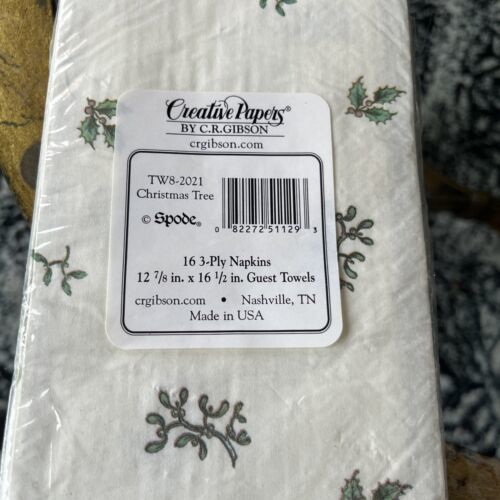 Creative Papers®
BY C.R.GIBSON
crgibson.com
TW8-2021
Christmas Tree
© Spode®
0 82272 51129 3
16 3-Ply Napkins
12 7/8 in. x 16 1/2 in. Guest Towels
crgibson.com • Nashville, TN
Made in USA